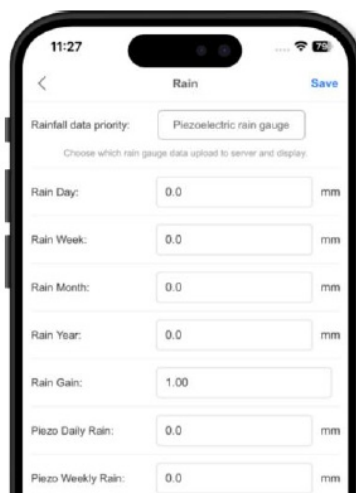 11:27
79
Rain
Save
Rainfall data priority: Piezoelectric rain gauge
Choose which rain gauge data upload to server and display.
Rain Day: 0.0 mm
Rain Week: 0.0 mm
Rain Month: 0.0 mm
Rain Year: 0.0 mm
Rain Gain: 1.00
Piezo Daily Rain: 0.0 mm
Piezo Weekly Rain: 0.0 mm